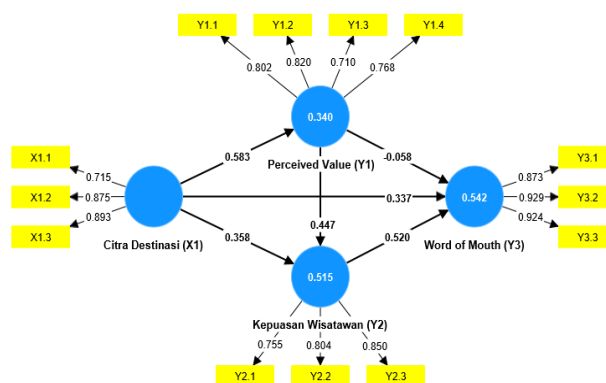 Y1.1 Y1.2 Y1.3 Y1.4
0.802 0.820 0.710 0.768
0.340
Perceived Value (Y1)
0.583 -0.058
X1.1
X1.2
X1.3
0.715
0.875
0.893
Citra Destinasi (X1)
0.337
0.447
0.358 0.520
0.542
Word of Mouth (Y3)
0.873
0.929
0.924
Y3.1
Y3.2
Y3.3
0.515
Kepuasan Wisatawan (Y2)
0.755 0.804 0.850
Y2.1 Y2.2 Y2.3